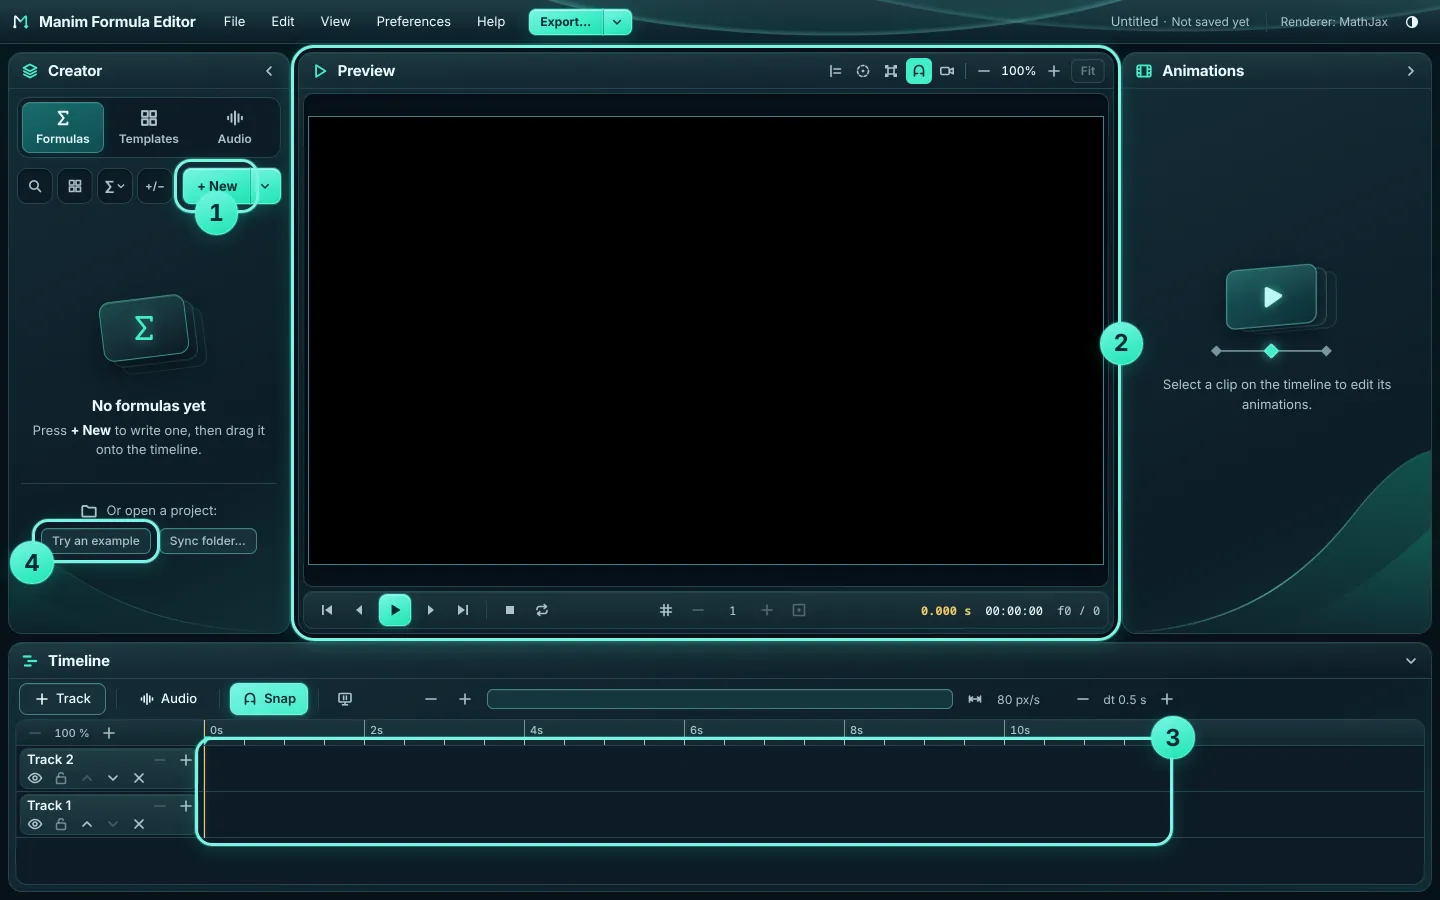 Manim Formula Editor File Edit View Preferences Help Export... Untitled · Not saved yet Renderer: MathJax
Creator
Formulas Templates Audio
+/− + New
1
No formulas yet
Press + New to write one, then drag it
onto the timeline.
Or open a project:
Try an example Sync folder...
4
Preview 100% Fit
2
1 0.000 s 00:00:00 f0 / 0
Animations
Select a clip on the timeline to edit its
animations.
Timeline
Track Audio Snap 80 px/s dt 0.5 s
100 % 0s 2s 4s 6s 8s 10s
3
Track 2
Track 1